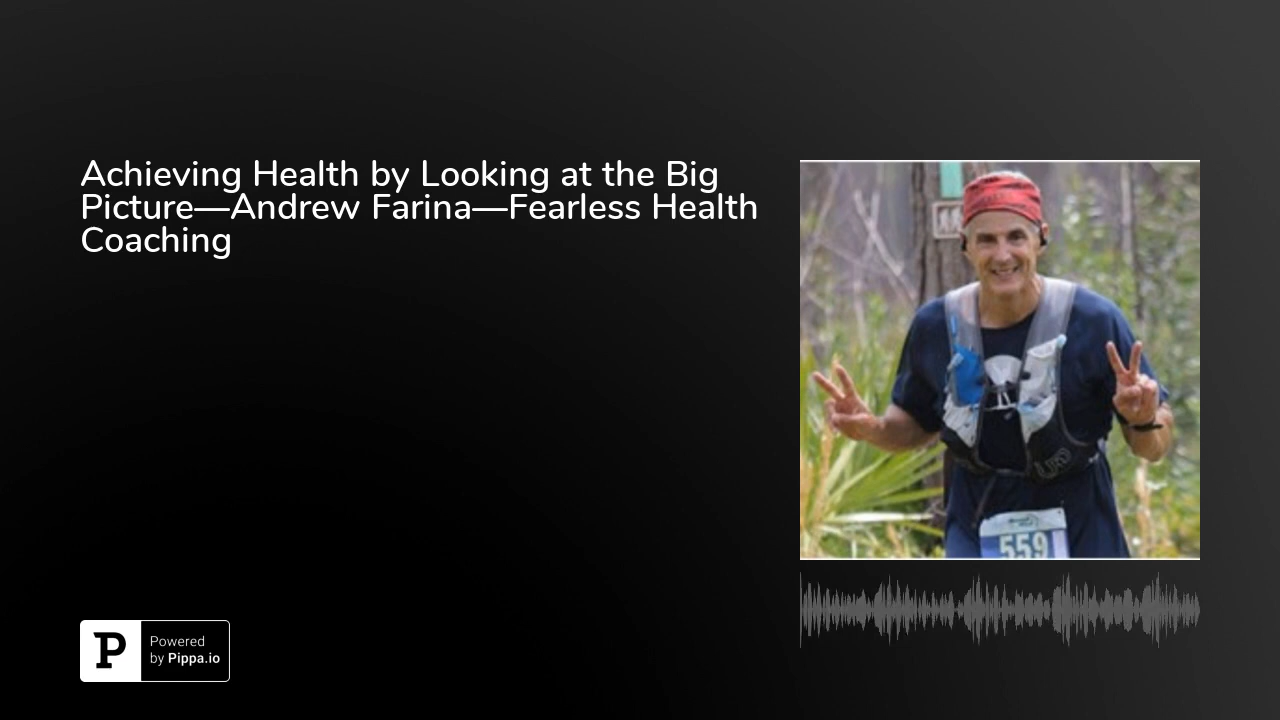 Achieving Health by Looking at the Big
Picture—Andrew Farina—Fearless Health
Coaching
559
P
Powered
by Pippa.io